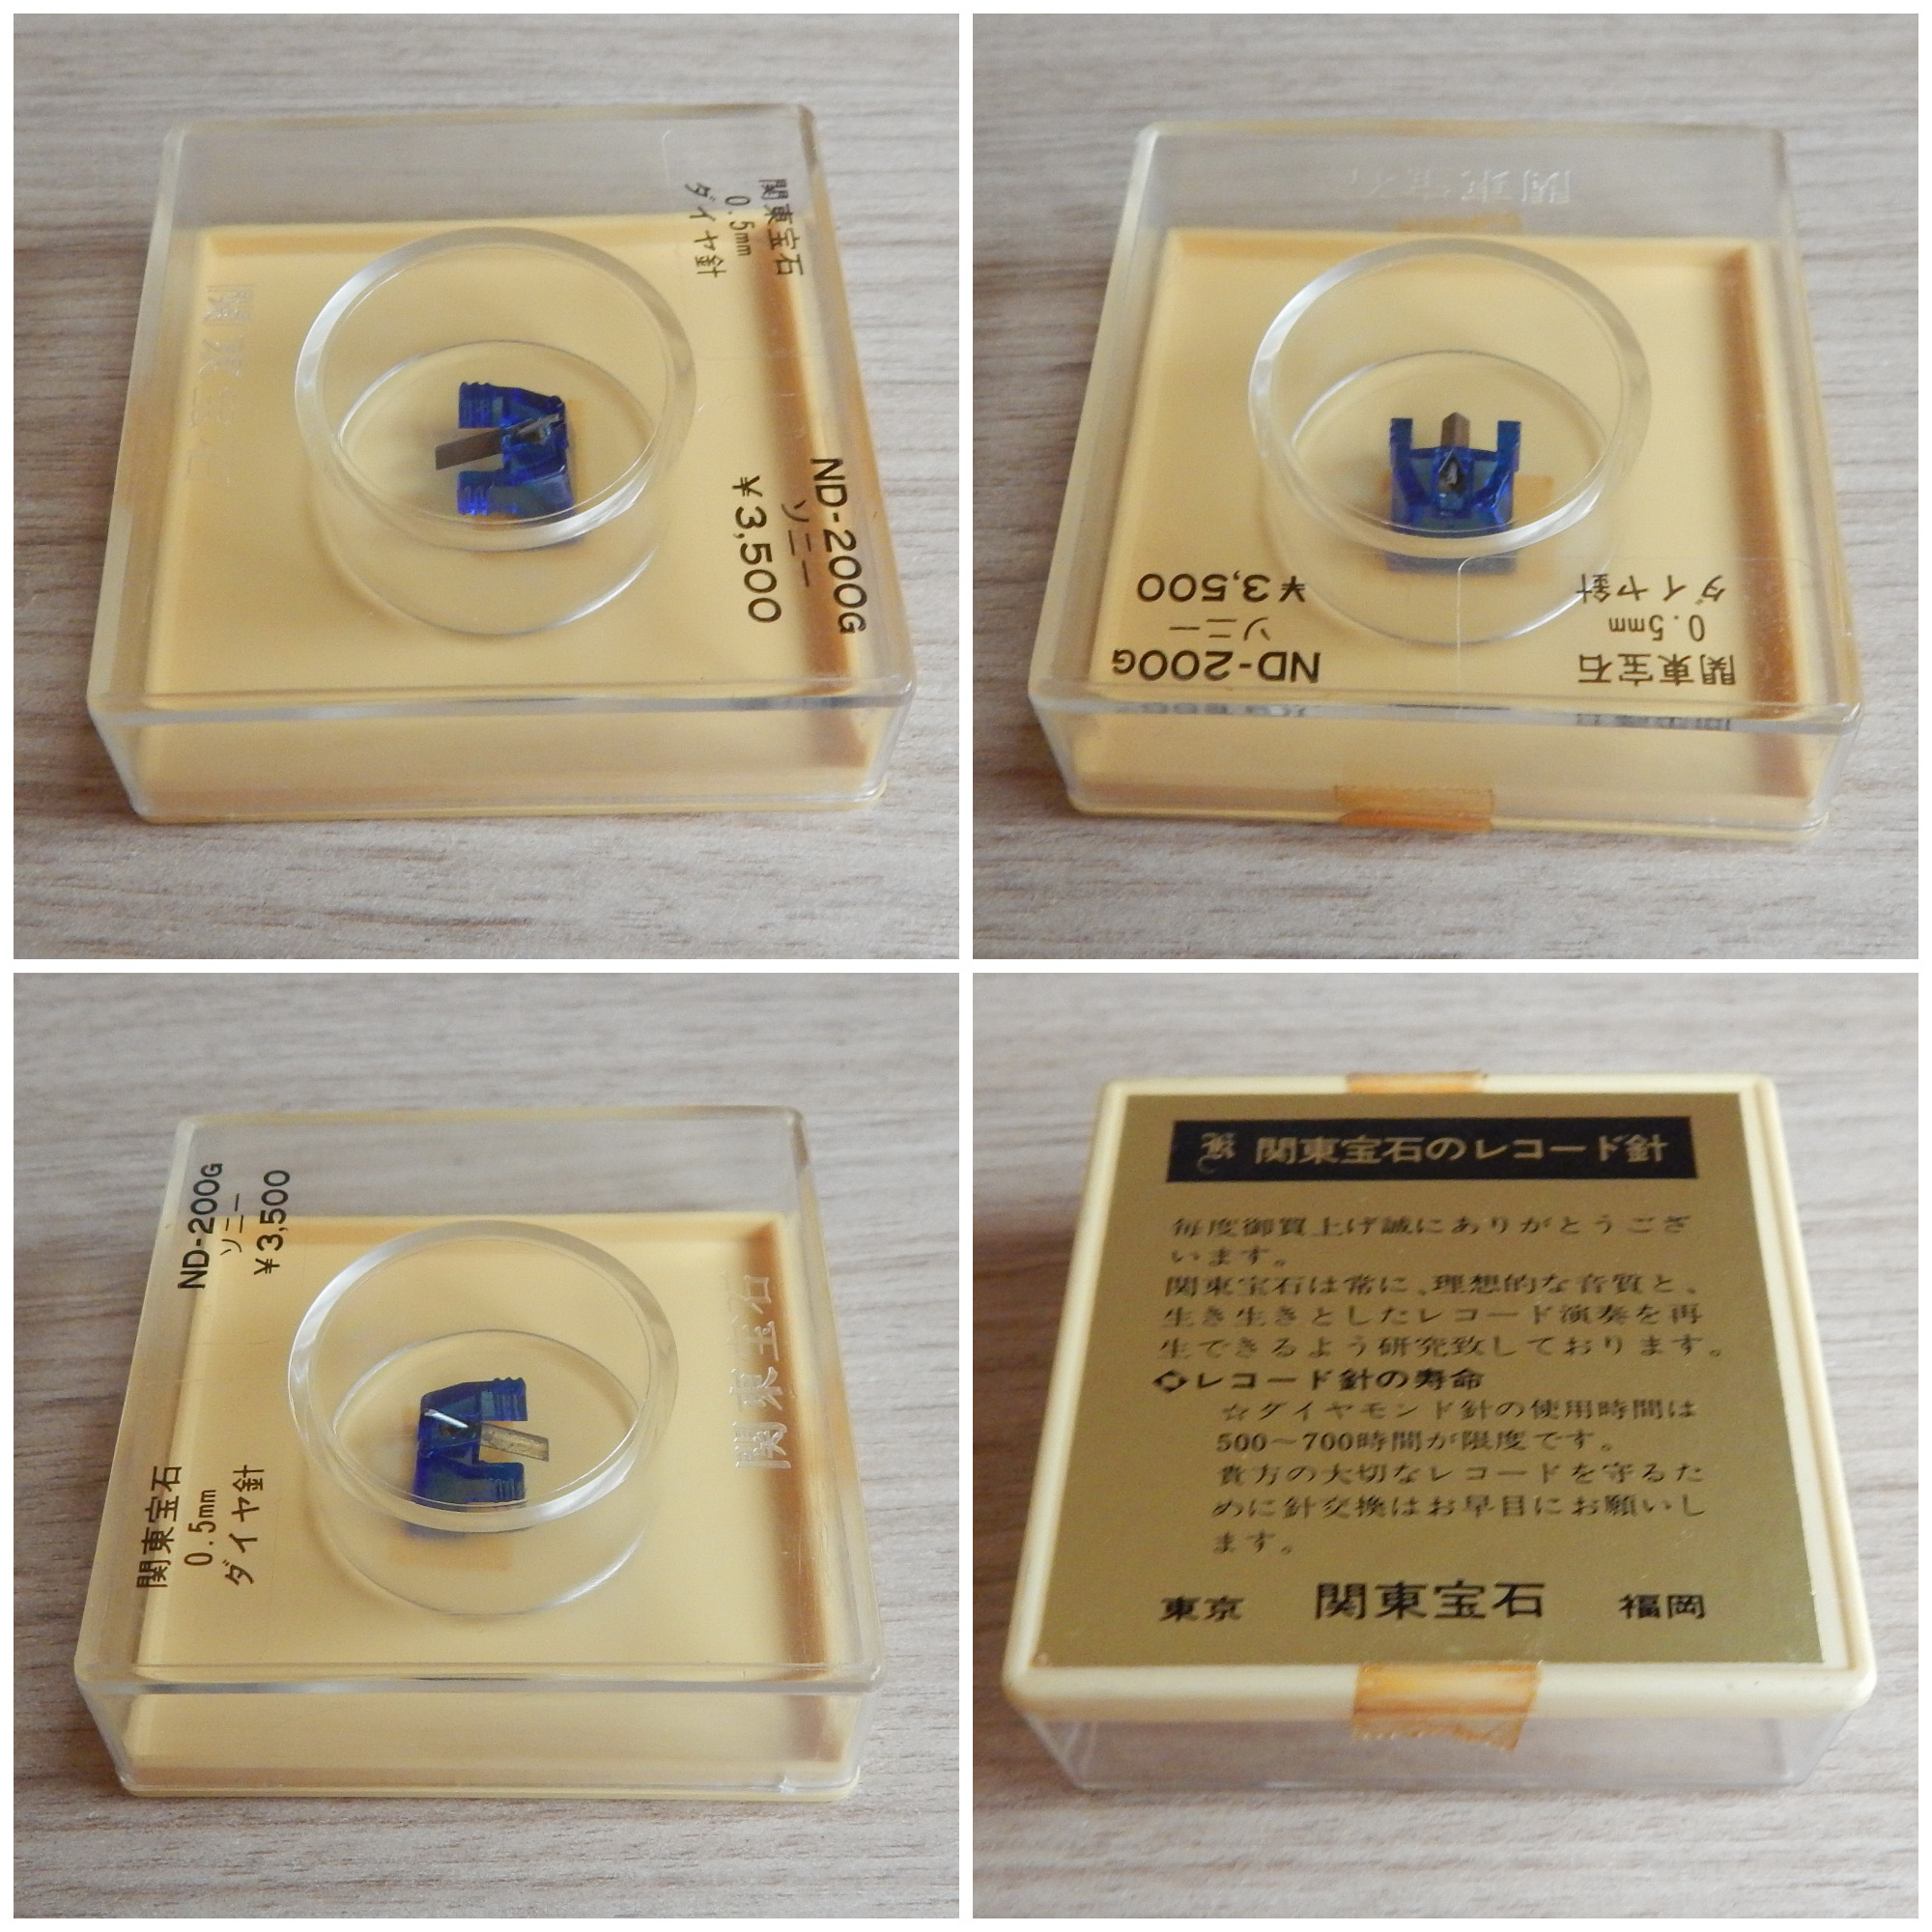 関東宝石
0.5mm
ダイヤ針
ND-200G
ソニー
¥3,500
関東宝石
¥3,500
ソニー
ND-200G
ダイヤ針
0.5mm
関東宝石
ND-200G
ソニー
¥3,500
関東宝石
0.5mm
ダイヤ針
関東宝石
関東宝石のレコード針
毎度御買上げ誠にありがとうござ
います。
関東宝石は常に、理想的な音質と、
生き生きとしたレコード演奏を再
生できるよう研究致しております。
◇レコード針の寿命
☆ダイヤモンド針の使用時間は
500〜700時間が限度です。
貴方の大切なレコードを守るた
めに針交換はお早目にお願いし
ます。
東京 関東宝石 福岡